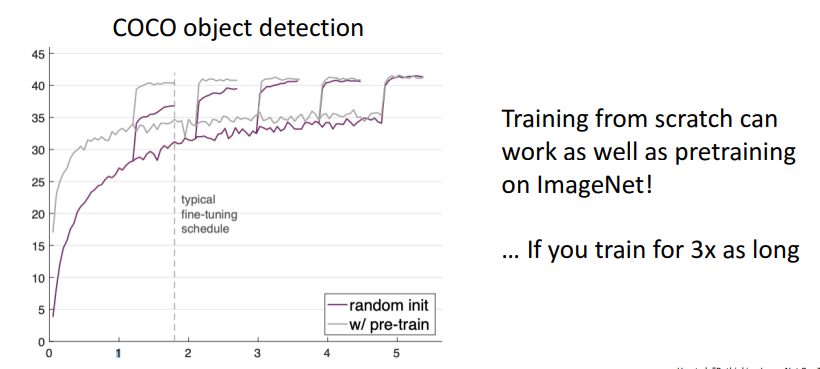 COCO object detection
45
40
35
30
25
20
15
10
5
0
0
1
2
3
4
5
typical
fine-tuning
schedule
random init
w/ pre-train
Training from scratch can
work as well as pretraining
on ImageNet!
... If you train for 3x as long